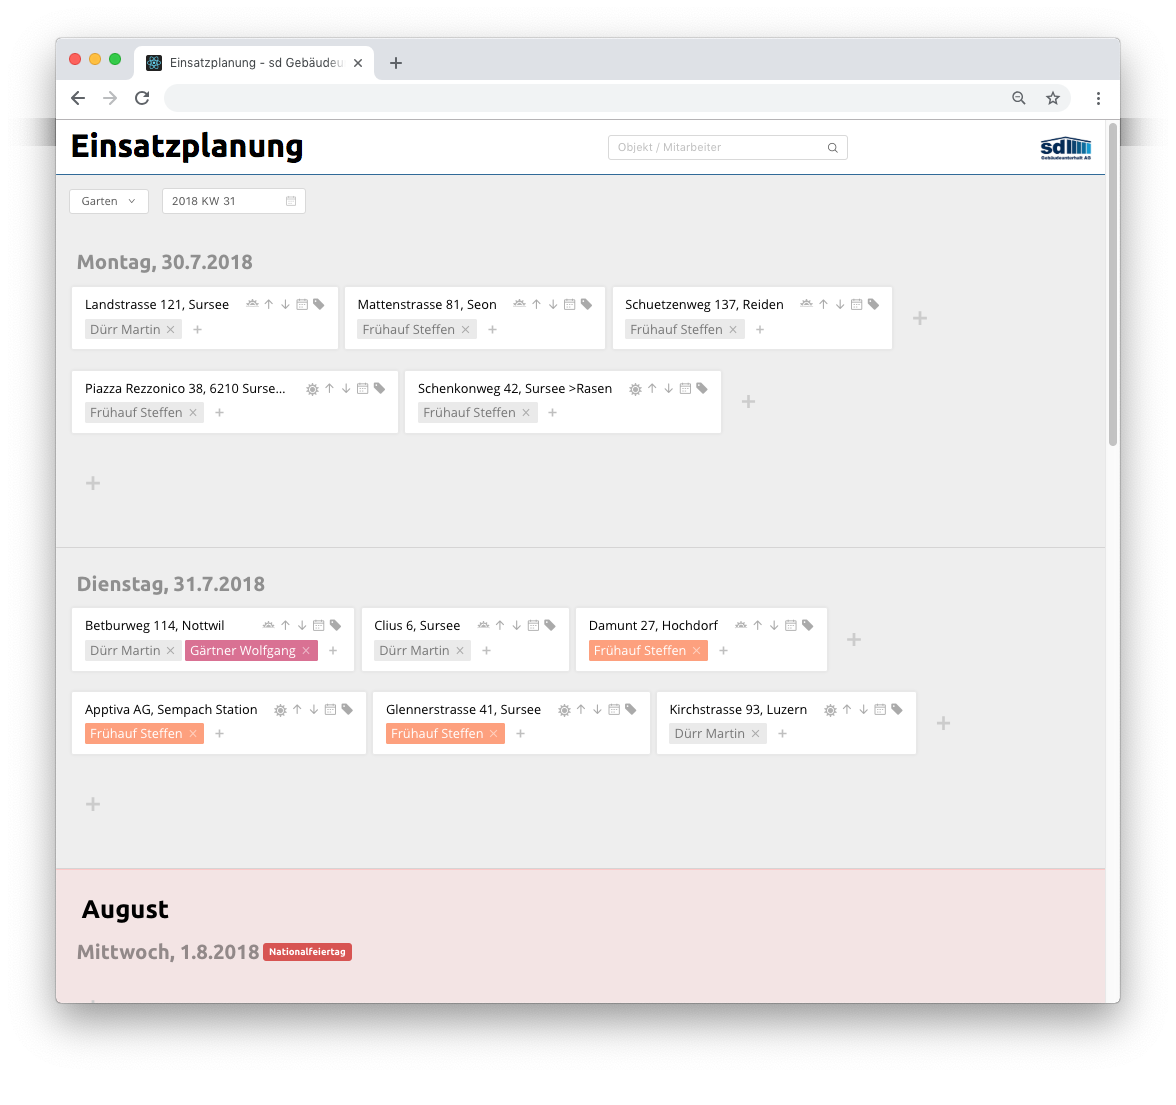 Einsatzplanung - sd Gebäudeu
Einsatzplanung
Objekt / Mitarbeiter
sd
Gebäudeunterhalt AG
Garten
2018 KW 31
Montag, 30.7.2018
Landstrasse 121, Sursee
Dürr Martin
Mattenstrasse 81, Seon
Frühauf Steffen
Schuetzenweg 137, Reiden
Frühauf Steffen
Piazza Rezzonico 38, 6210 Surse...
Frühauf Steffen
Schenkonweg 42, Sursee >Rasen
Frühauf Steffen
Dienstag, 31.7.2018
Betburweg 114, Nottwil
Dürr Martin Gärtner Wolfgang
Clius 6, Sursee
Dürr Martin
Damunt 27, Hochdorf
Frühauf Steffen
Apptiva AG, Sempach Station
Frühauf Steffen
Glennerstrasse 41, Sursee
Frühauf Steffen
Kirchstrasse 93, Luzern
Dürr Martin
August
Mittwoch, 1.8.2018 Nationalfeiertag